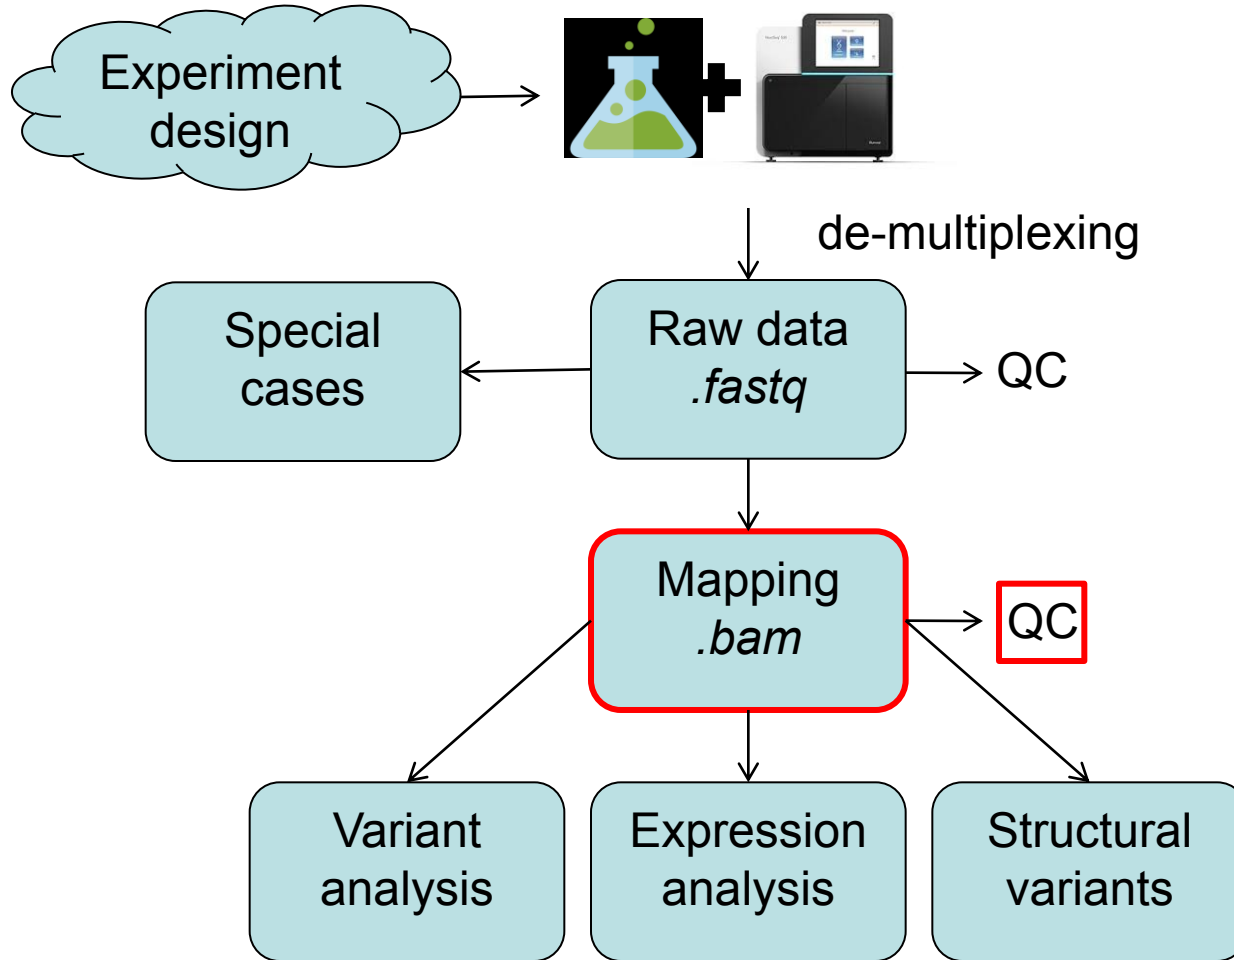 Experiment
design
de-multiplexing
Special
cases
Raw data
.fastq
QC
Mapping
.bam
QC
Variant
analysis
Expression
analysis
Structural
variants